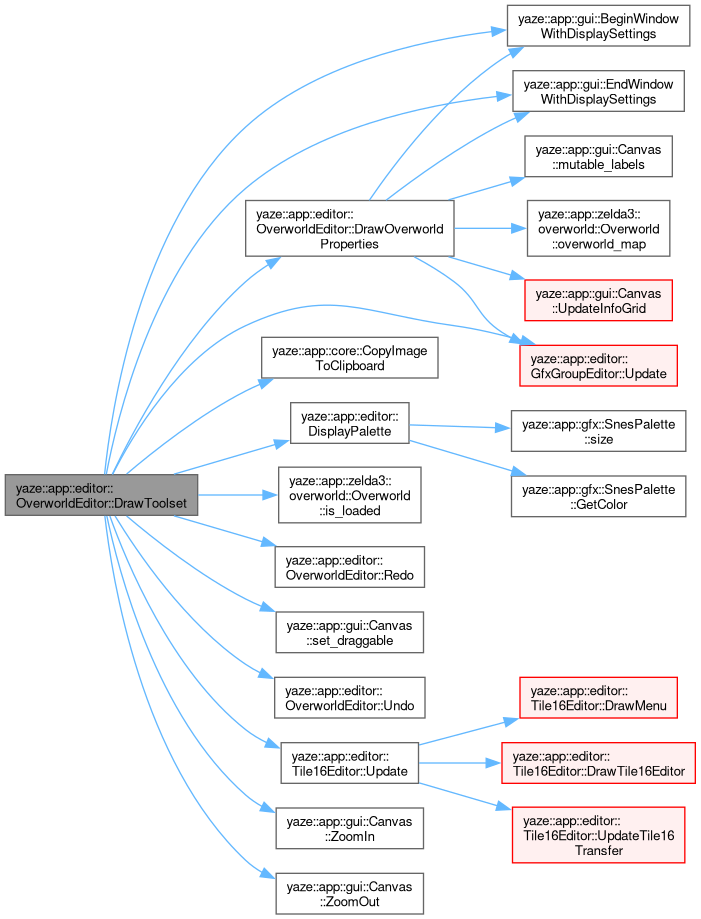 yaze::app::gui::BeginWindow
WithDisplaySettings
yaze::app::gui::EndWindow
WithDisplaySettings
yaze::app::gui::Canvas
::mutable_labels
yaze::app::editor::
OverworldEditor::DrawOverworld
Properties
yaze::app::zelda3::
overworld::Overworld
::overworld_map
yaze::app::gui::Canvas
::UpdateInfoGrid
yaze::app::core::CopyImage
ToClipboard
yaze::app::editor::
GfxGroupEditor::Update
yaze::app::editor::
DisplayPalette
yaze::app::gfx::SnesPalette
::size
yaze::app::gfx::SnesPalette
::GetColor
yaze::app::editor::
OverworldEditor::DrawToolset
yaze::app::zelda3::
overworld::Overworld
::is_loaded
yaze::app::editor::
OverworldEditor::Redo
yaze::app::gui::Canvas
::set_draggable
yaze::app::editor::
OverworldEditor::Undo
yaze::app::editor::
Tile16Editor::DrawMenu
yaze::app::editor::
Tile16Editor::Update
yaze::app::editor::
Tile16Editor::DrawTile16Editor
yaze::app::gui::Canvas
::ZoomIn
yaze::app::editor::
Tile16Editor::UpdateTile16
Transfer
yaze::app::gui::Canvas
::ZoomOut